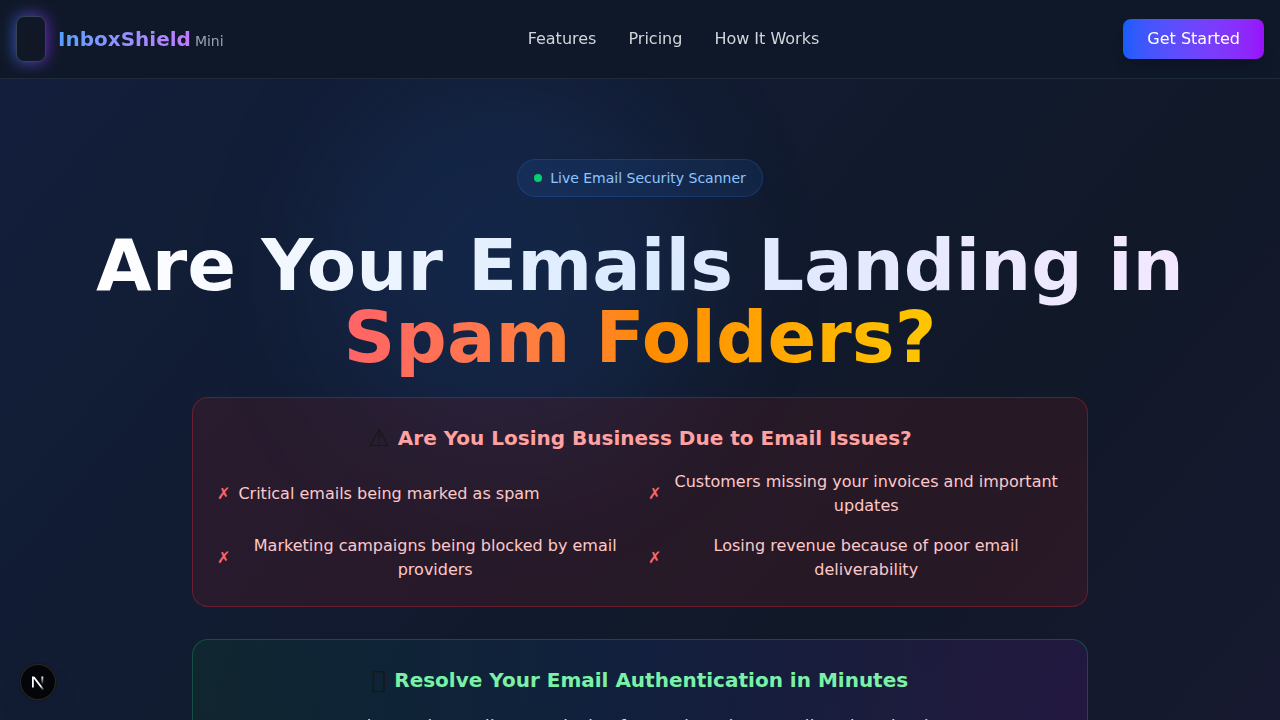 InboxShield Mini
Features
Pricing
How It Works
Get Started
Live Email Security Scanner
Are Your Emails Landing in
Spam Folders?
⚠ Are You Losing Business Due to Email Issues?
✗ Critical emails being marked as spam
✗ Customers missing your invoices and important
updates
✗ Marketing campaigns being blocked by email
providers
✗ Losing revenue because of poor email
deliverability
Resolve Your Email Authentication in Minutes
N